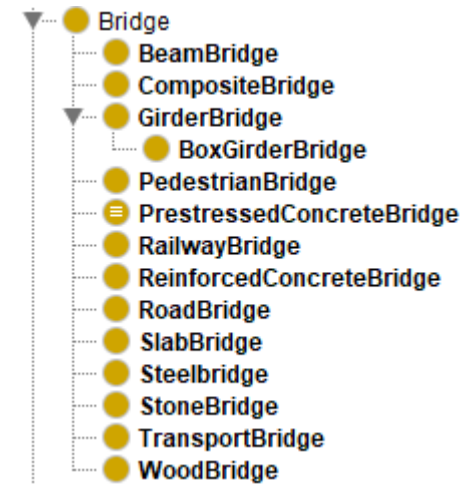 Bridge
BeamBridge
CompositeBridge
GirderBridge
BoxGirderBridge
PedestrianBridge
PrestressedConcreteBridge
RailwayBridge
ReinforcedConcreteBridge
RoadBridge
SlabBridge
Steelbridge
StoneBridge
TransportBridge
WoodBridge